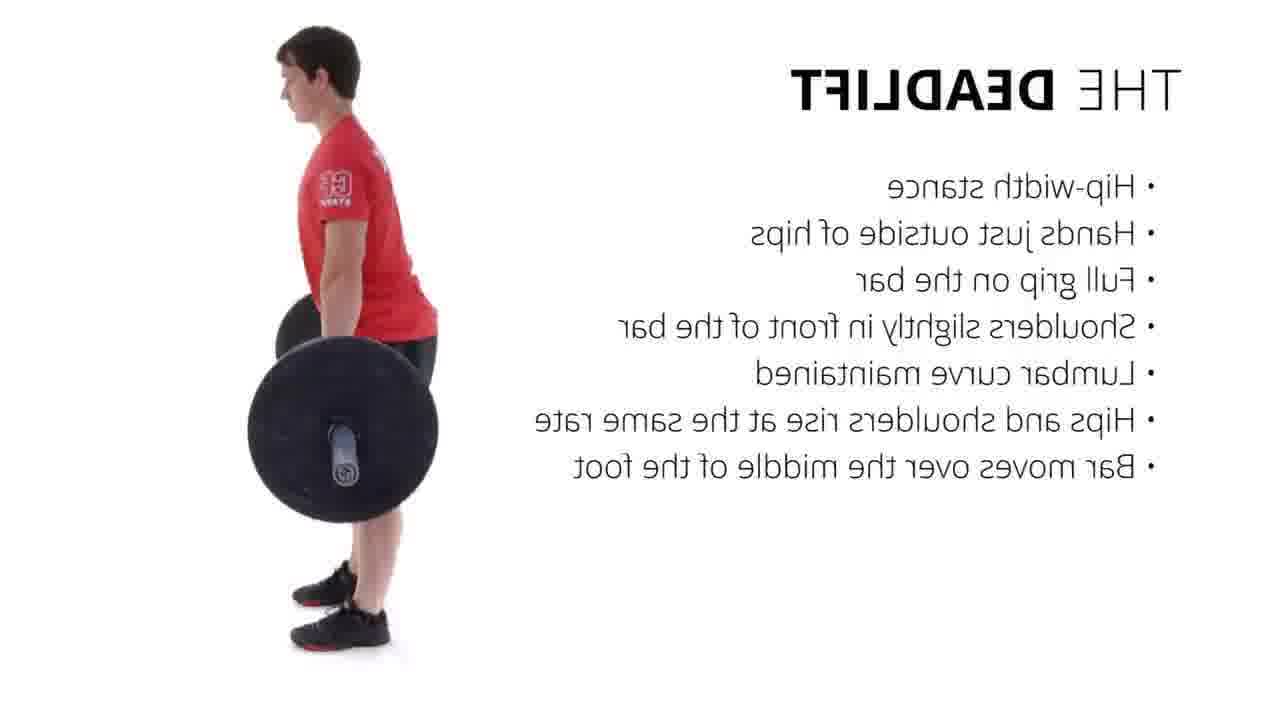 THE DEADLIFT
• Hip-width stance
• Hands just outside of hips
• Full grip on the bar
• Shoulders slightly in front of the bar
• Lumbar curve maintained
• Hips and shoulders rise at the same rate
• Bar moves over the middle of the foot